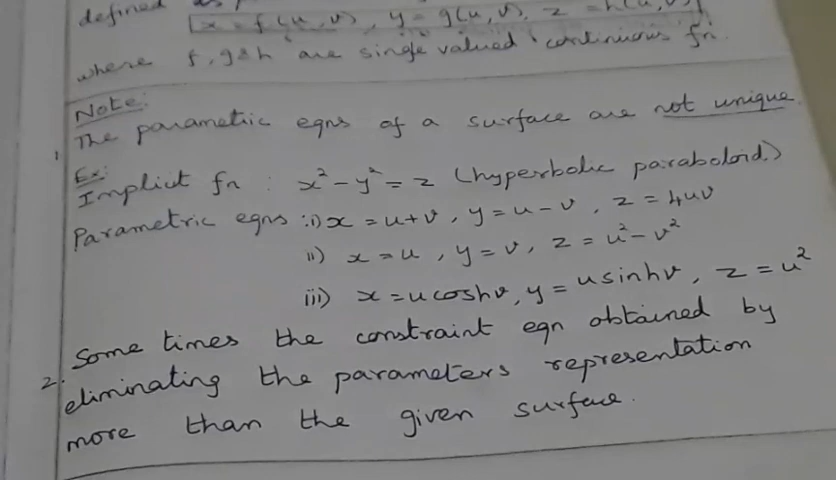 defined as
x = f(u, v), y = g(u, v), z = h(u, v)
where f, g & h are single valued continuous fn.
Note:
1. The parametric eqns of a surface are not unique.
Ex:
Implicit fn : x² - y² = z (hyperbolic paraboloid.)
Parametric eqns : i) x = u+v, y = u-v, z = 4uv
ii) x = u, y = v, z = u² - v²
iii) x = u cosh v, y = u sinh v, z = u²
2. Some times the constraint eqn obtained by
eliminating the parameters representation
more than the given surface.